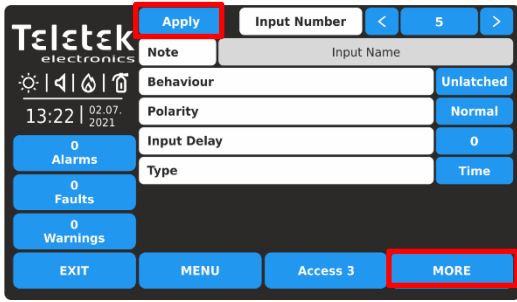 Teletek
electronics
13:22 02.07.
2021
0
Alarms
0
Faults
0
Warnings
EXIT
Apply
Input Number < 5 >
Note Input Name
Behaviour Unlatched
Polarity Normal
Input Delay 0
Type Time
MENU Access 3 MORE